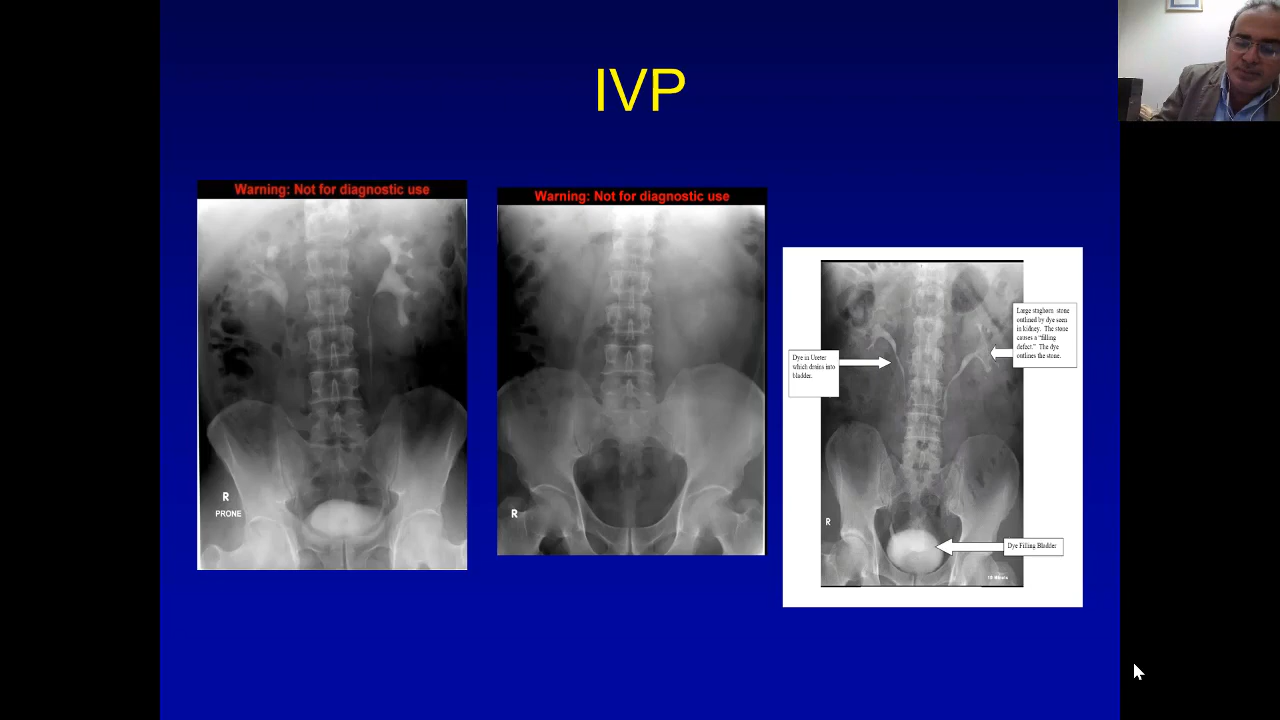 IVP
Warning: Not for diagnostic use
R
PRONE
Warning: Not for diagnostic use
R
Dye in Ureter
which drains into
bladder.
Large staghorn stone
outlined by dye seen
in kidney. The stone
causes a "filling
defect." The dye
outlines the stone.
R
Dye Filling Bladder